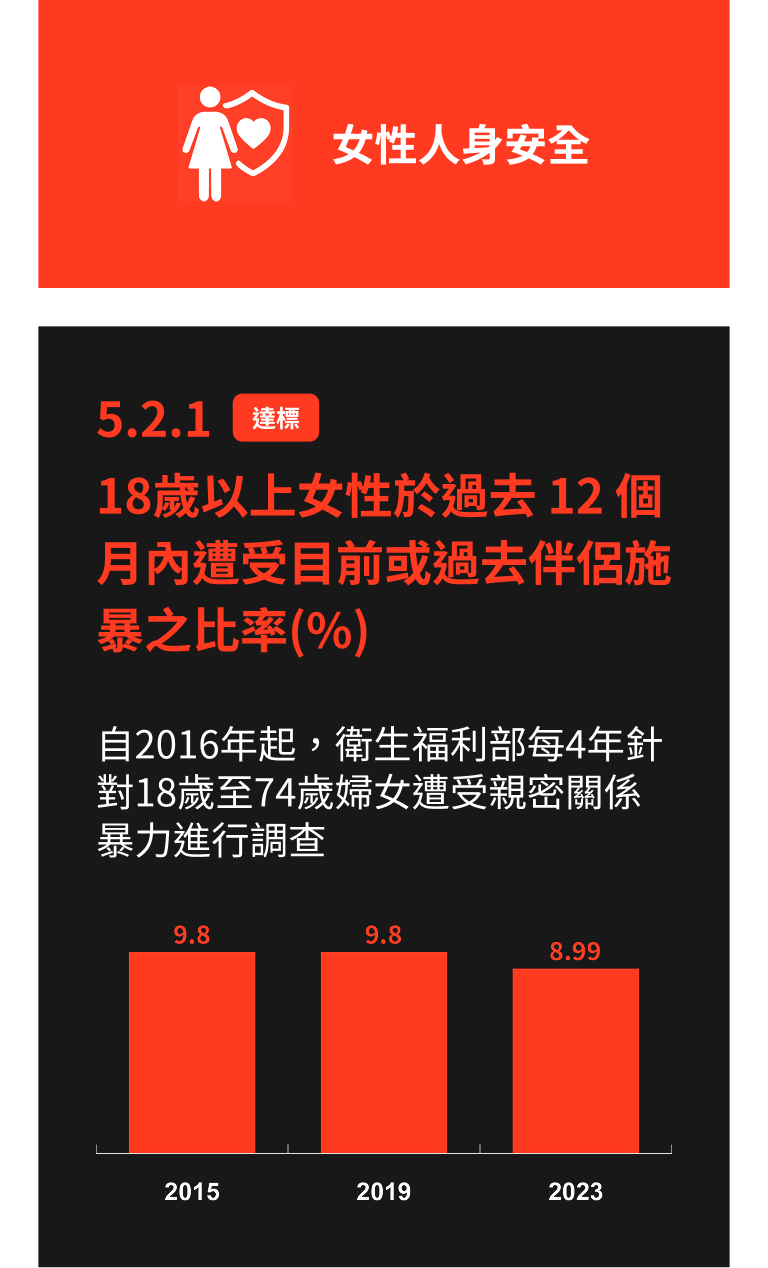 女性人身安全
5.2.1 達標
18歲以上女性於過去 12 個
月內遭受目前或過去伴侶施
暴之比率(%)
自2016年起，衛生福利部每4年針
對18歲至74歲婦女遭受親密關係
暴力進行調查
9.8 9.8 8.99
2015 2019 2023